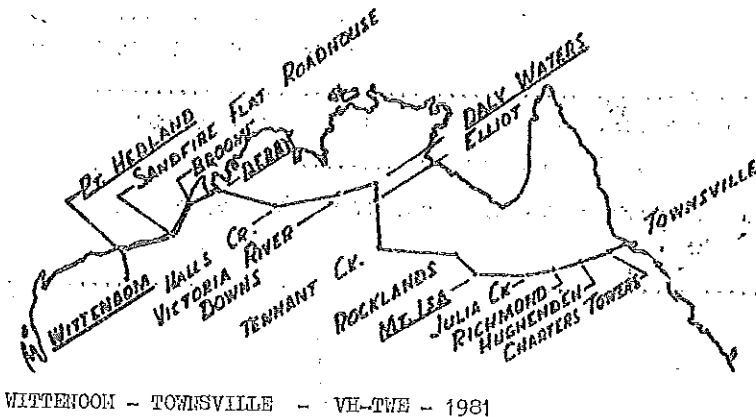 PT. HEDLAND
SANDFIRE FLAT ROADHOUSE
BROOME
DERBY
DALY WATERS
ELLIOT
TOWNSVILLE
WITTENOOM
HALLS CR.
VICTORIA RIVER
DOWNS
TENNANT CK.
ROCKLANDS
MT. ISA
JULIA CK
RICHMOND
HUGHENDEN
CHARTERS TOWERS
WITTENOOM - TOWNSVILLE - VH-TWE - 1981